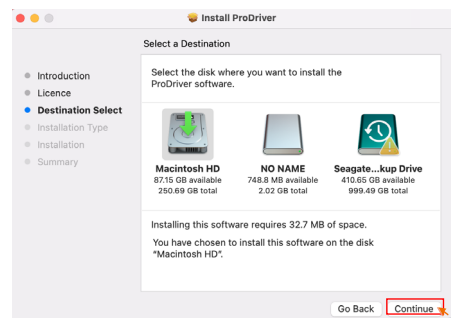 Install ProDriver
Select a Destination
Introduction
Licence
Destination Select
Installation Type
Installation
Summary
Select the disk where you want to install the
ProDriver software.
Macintosh HD
87.15 GB available
250.69 GB total
NO NAME
748.8 MB available
2.02 GB total
Seagate...kup Drive
410.65 GB available
999.49 GB total
Installing this software requires 32.7 MB of space.
You have chosen to install this software on the disk
“Macintosh HD”.
Go Back
Continue